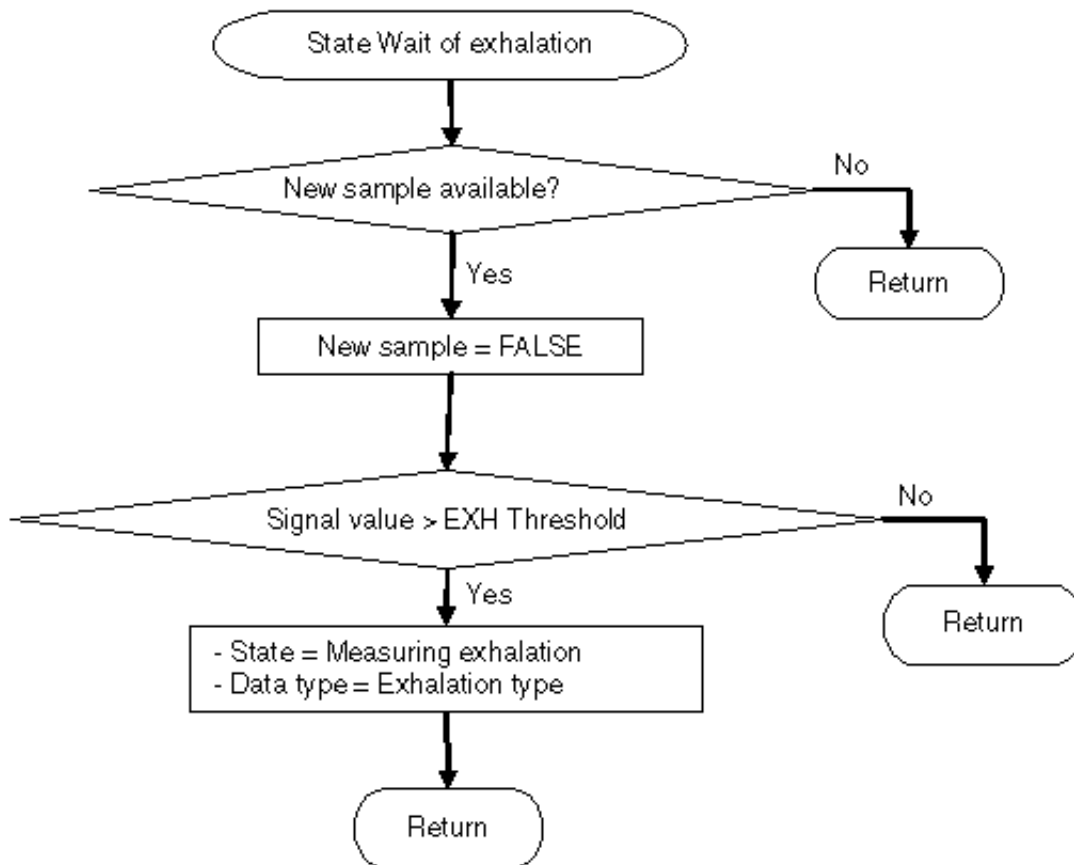 State Wait of exhalation
New sample available?
No
Return
Yes
New sample = FALSE
Signal value > EXH Threshold
No
Return
Yes
- State = Measuring exhalation
- Data type = Exhalation type
Return